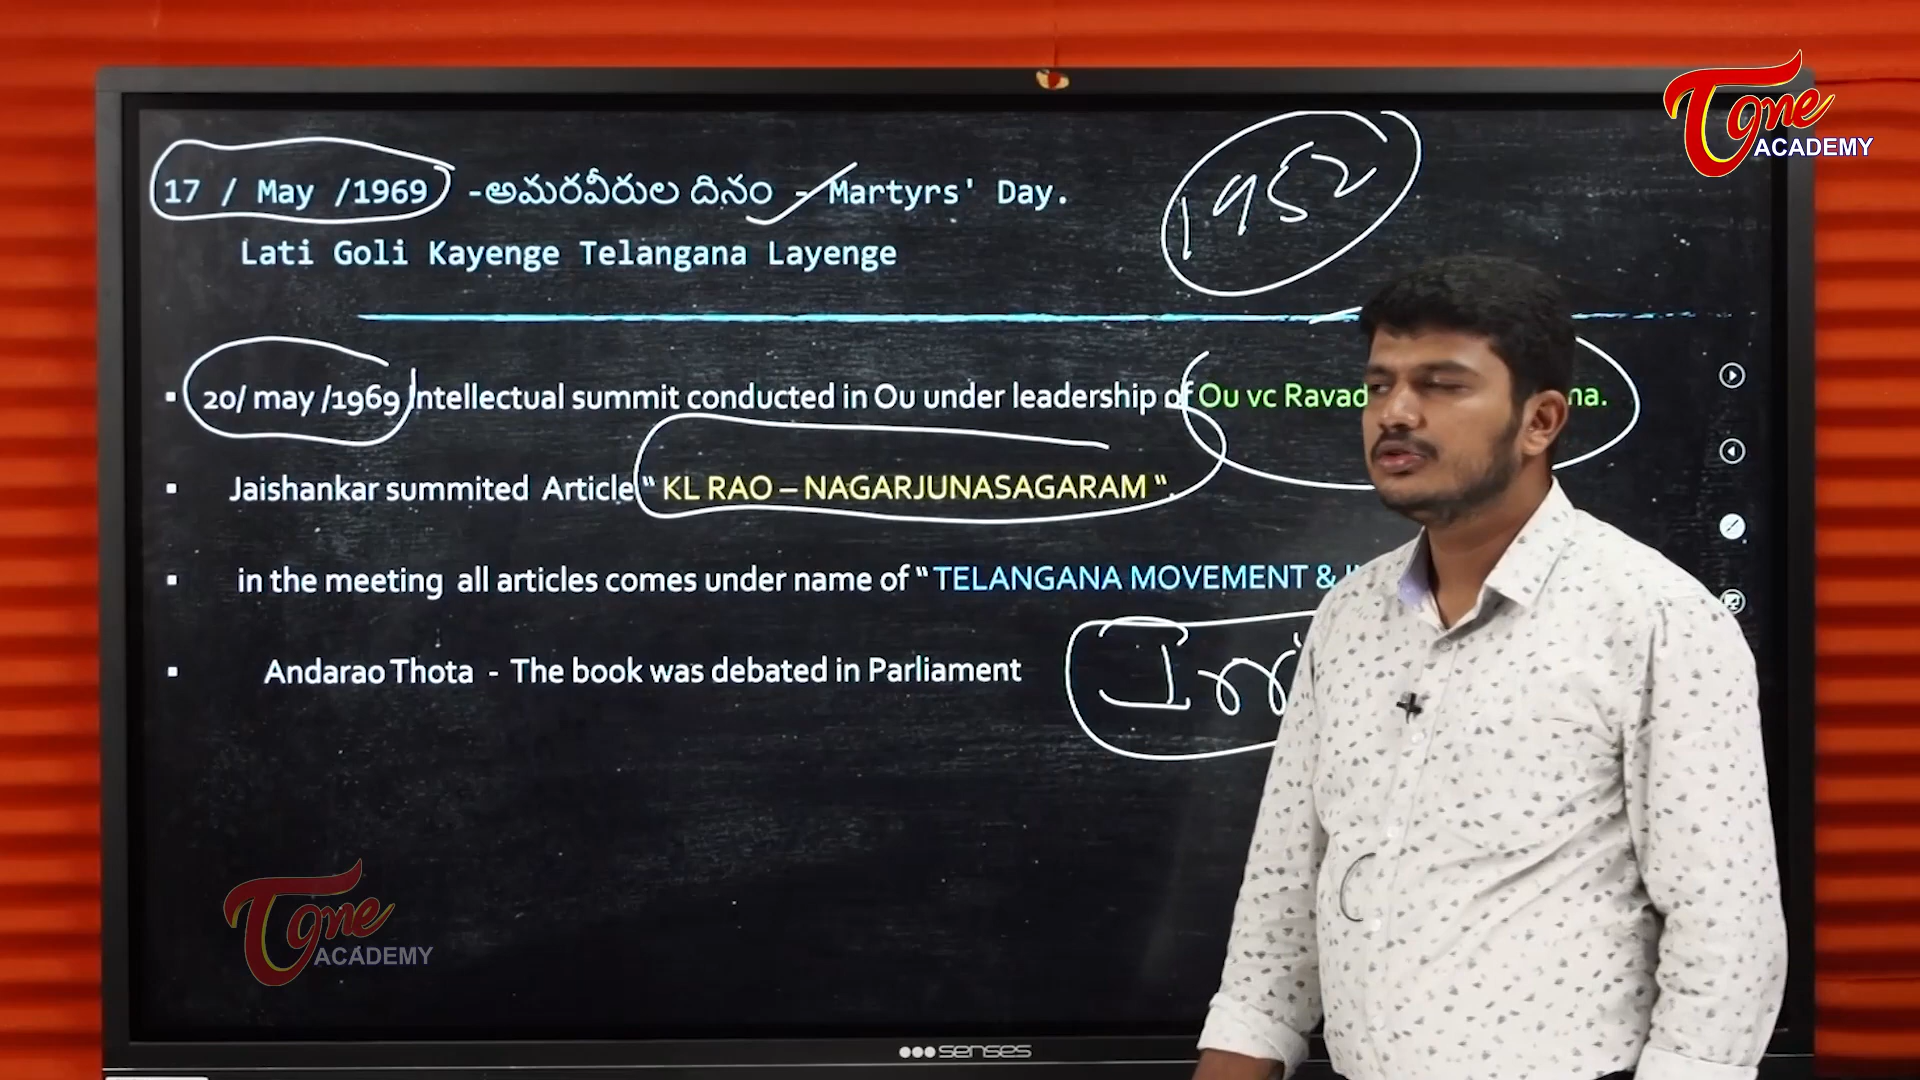 Tone ACADEMY
17 / May /1969 -అమరవీరుల దినం - Martyrs' Day.
1952
Lati Goli Kayenge Telangana Layenge
▪ 20/ may /1969 Intellectual summit conducted in Ou under leadership of Ou vc
▪ Jaishankar summited Article “ KL RAO – NAGARJUNASAGARAM “.
▪ in the meeting all articles comes under name of “ TELANGANA MOVEMENT &
▪ Andarao Thota - The book was debated in Parliament
Tone ACADEMY
senses